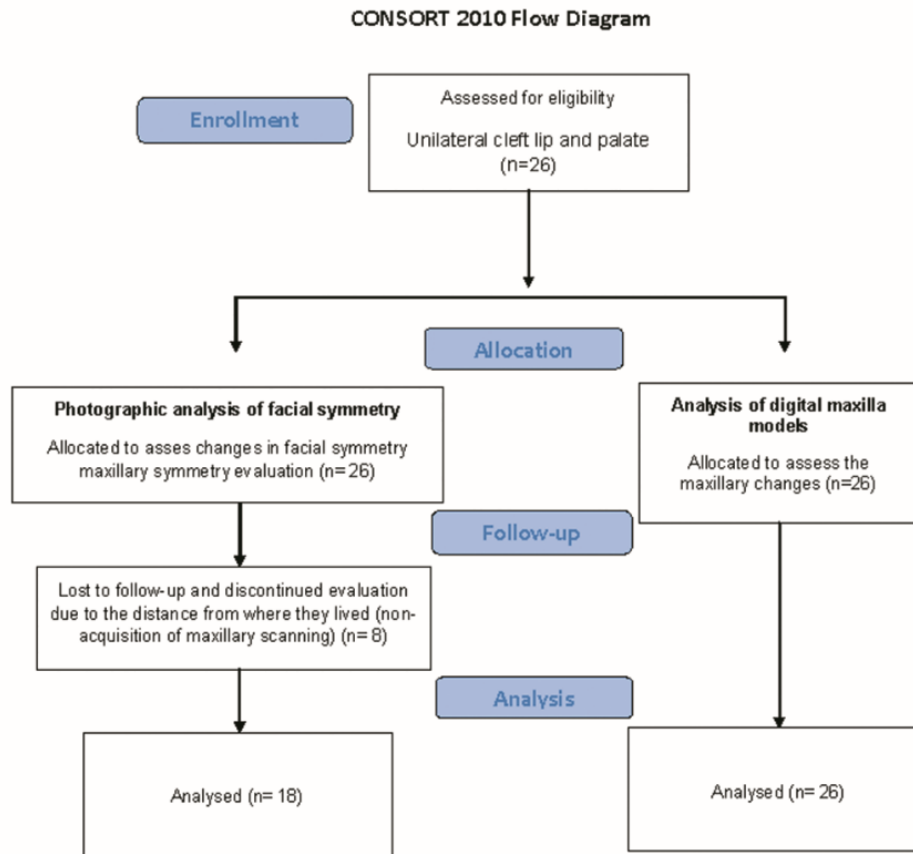 CONSORT 2010 Flow Diagram
Enrollment
Assessed for eligibility
Unilateral cleft lip and palate
(n=26)
Allocation
Photographic analysis of facial symmetry
Allocated to asses changes in facial symmetry
maxillary symmetry evaluation (n= 26)
Analysis of digital maxilla
models
Allocated to assess the
maxillary changes (n=26)
Follow-up
Lost to follow-up and discontinued evaluation
due to the distance from where they lived (non-
acquisition of maxillary scanning) (n= 8)
Analysis
Analysed (n= 18)
Analysed (n= 26)